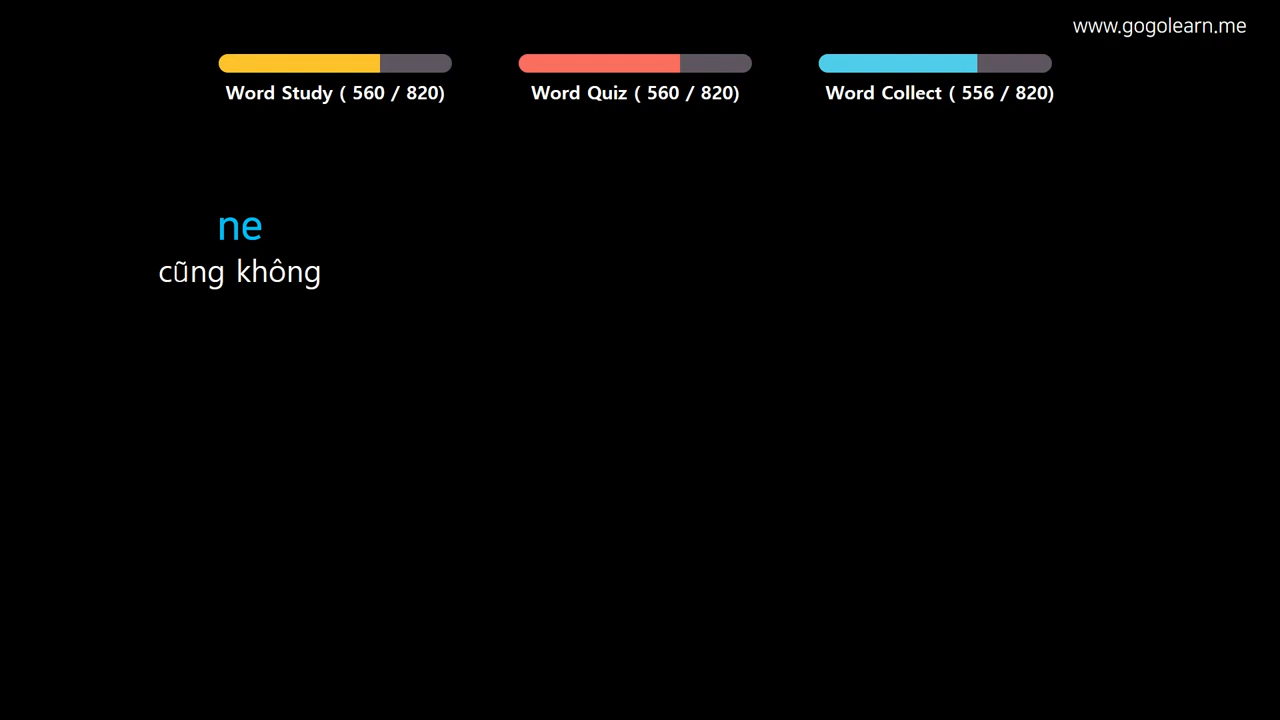 www.gogolearn.me
Word Study ( 560 / 820)
Word Quiz ( 560 / 820)
Word Collect ( 556 / 820)
ne
cũng không